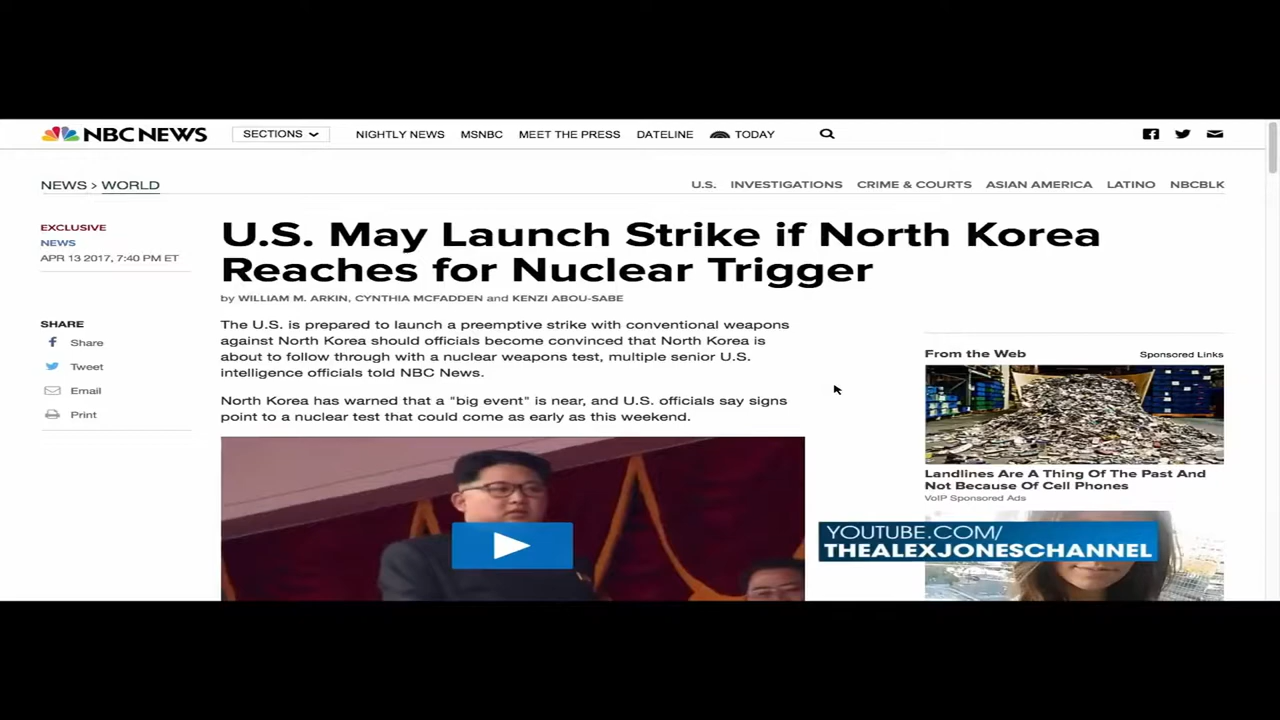 NBC NEWS
SECTIONS
NIGHTLY NEWS
MSNBC
MEET THE PRESS
DATELINE
TODAY
NEWS > WORLD
U.S.
INVESTIGATIONS
CRIME & COURTS
ASIAN AMERICA
LATINO
NBCBLK
EXCLUSIVE
NEWS
APR 13 2017, 7:40 PM ET
SHARE
Share
Tweet
Email
Print
U.S. May Launch Strike if North Korea
Reaches for Nuclear Trigger
by WILLIAM M. ARKIN, CYNTHIA MCFADDEN and KENZI ABOU-SABE
The U.S. is prepared to launch a preemptive strike with conventional weapons
against North Korea should officials become convinced that North Korea is
about to follow through with a nuclear weapons test, multiple senior U.S.
intelligence officials told NBC News.
North Korea has warned that a "big event" is near, and U.S. officials say signs
point to a nuclear test that could come as early as this weekend.
From the Web
Sponsored Links
Landlines Are A Thing Of The Past And
Not Because Of Cell Phones
VoIP Sponsored Ads
YOUTUBE.COM/
THEALEXJONESCHANNEL